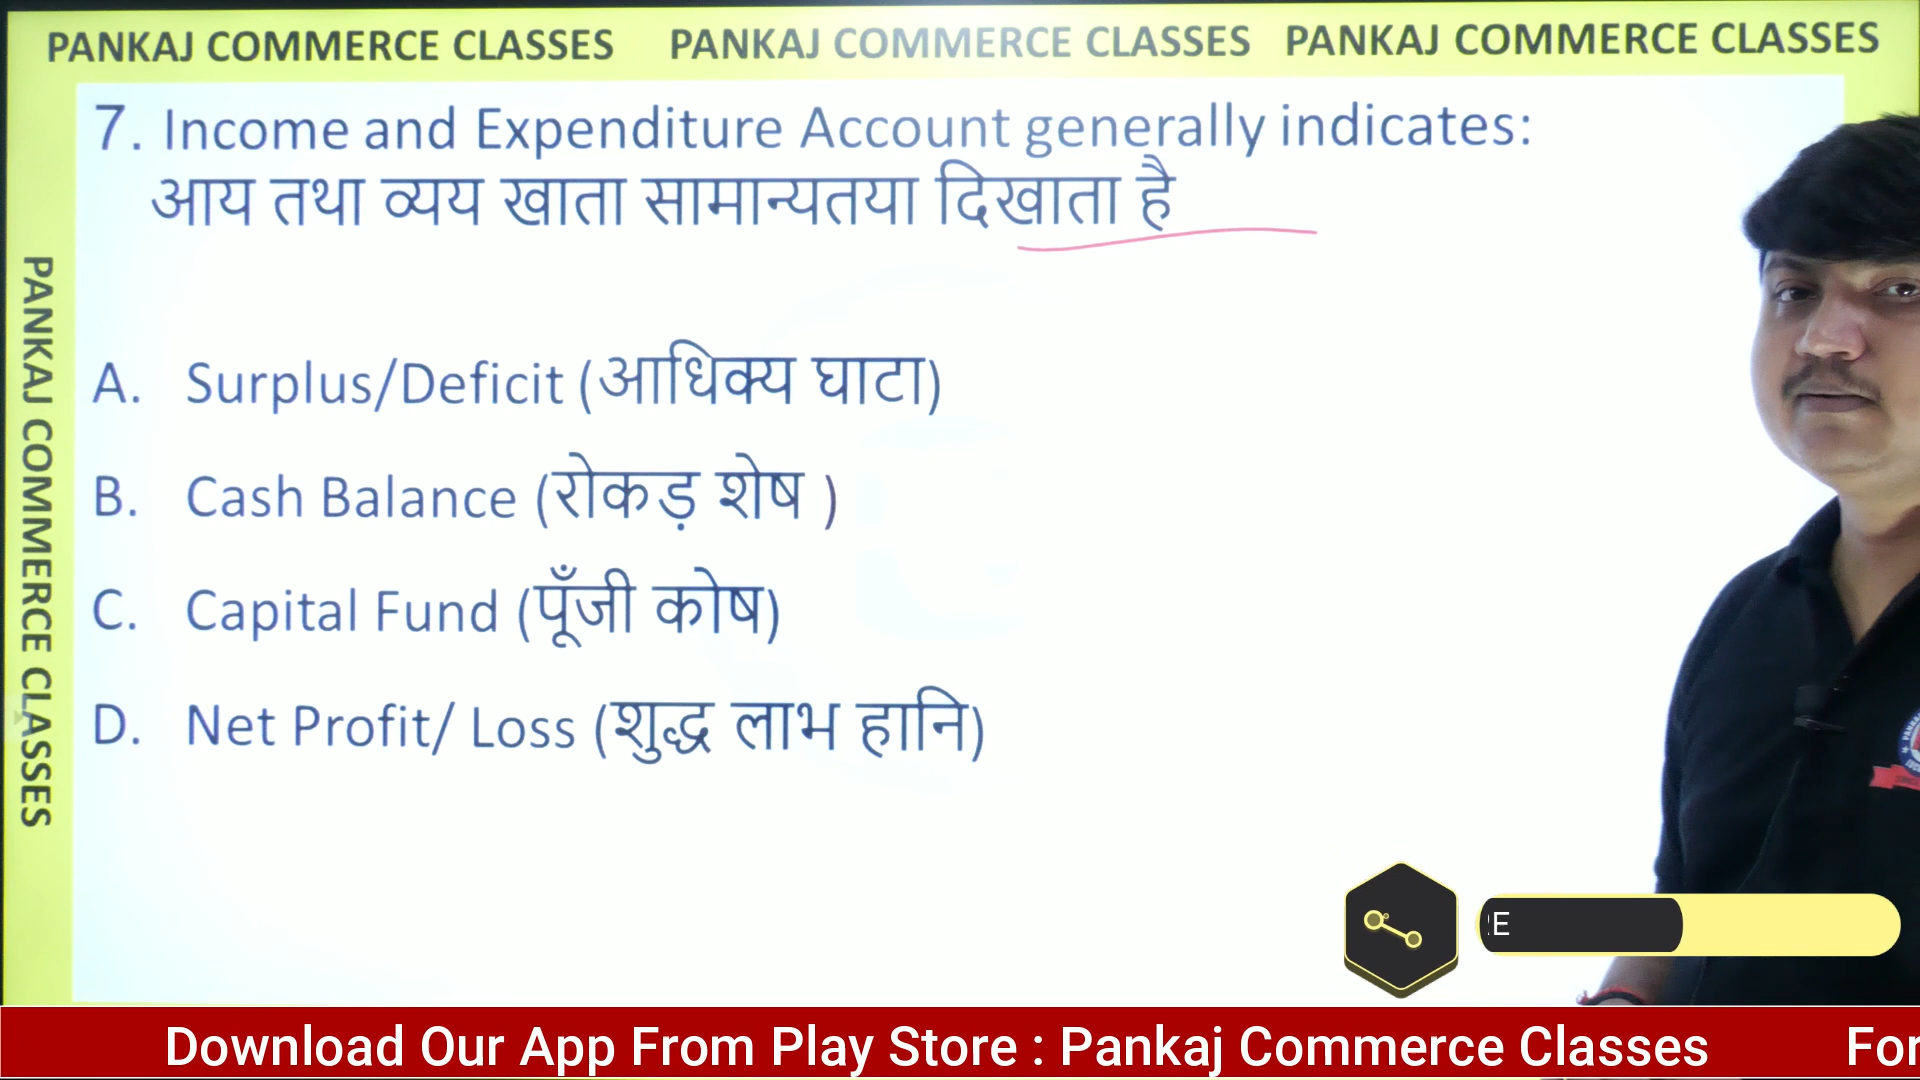 PANKAJ COMMERCE CLASSES PANKAJ COMMERCE CLASSES PANKAJ COMMERCE CLASSES
PANKAJ COMMERCE CLASSES
7. Income and Expenditure Account generally indicates:
आय तथा व्यय खाता सामान्यतया दिखाता है
A. Surplus/Deficit (आधिक्य घाटा)
B. Cash Balance (रोकड़ शेष )
C. Capital Fund (पूँजी कोष)
D. Net Profit/ Loss (शुद्ध लाभ हानि)
Download Our App From Play Store : Pankaj Commerce Classes